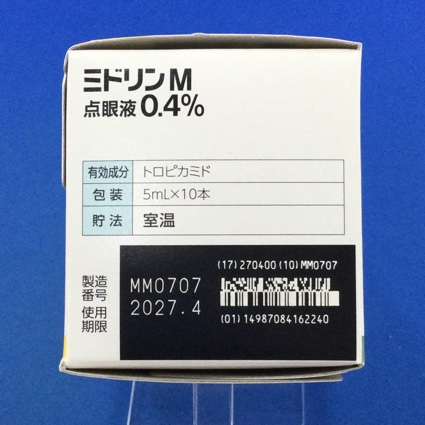 ミドリンM
点眼液0.4%
有効成分 トロピカミド
包装 5mL×10本
貯法 室温
(17)270400(10)MM0707
製造番号 MM0707
使用期限 2027.4
(01)14987084162240